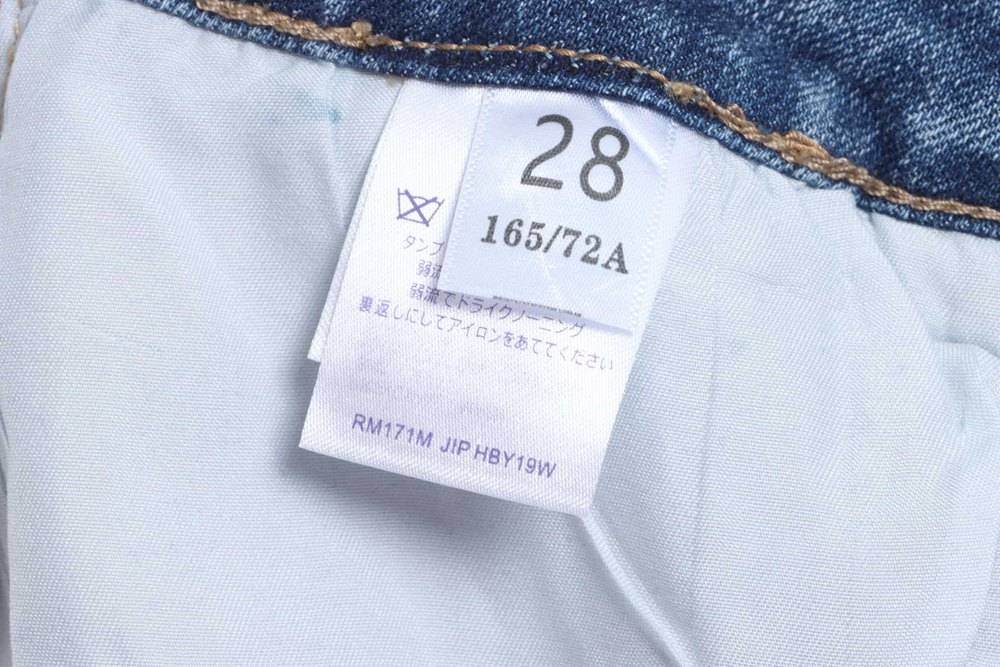 28
165/72A
タンブ
弱流
弱流でドライクリーニング
裏返しにしてアイロンをあててください
RM171M JIP HBY19W